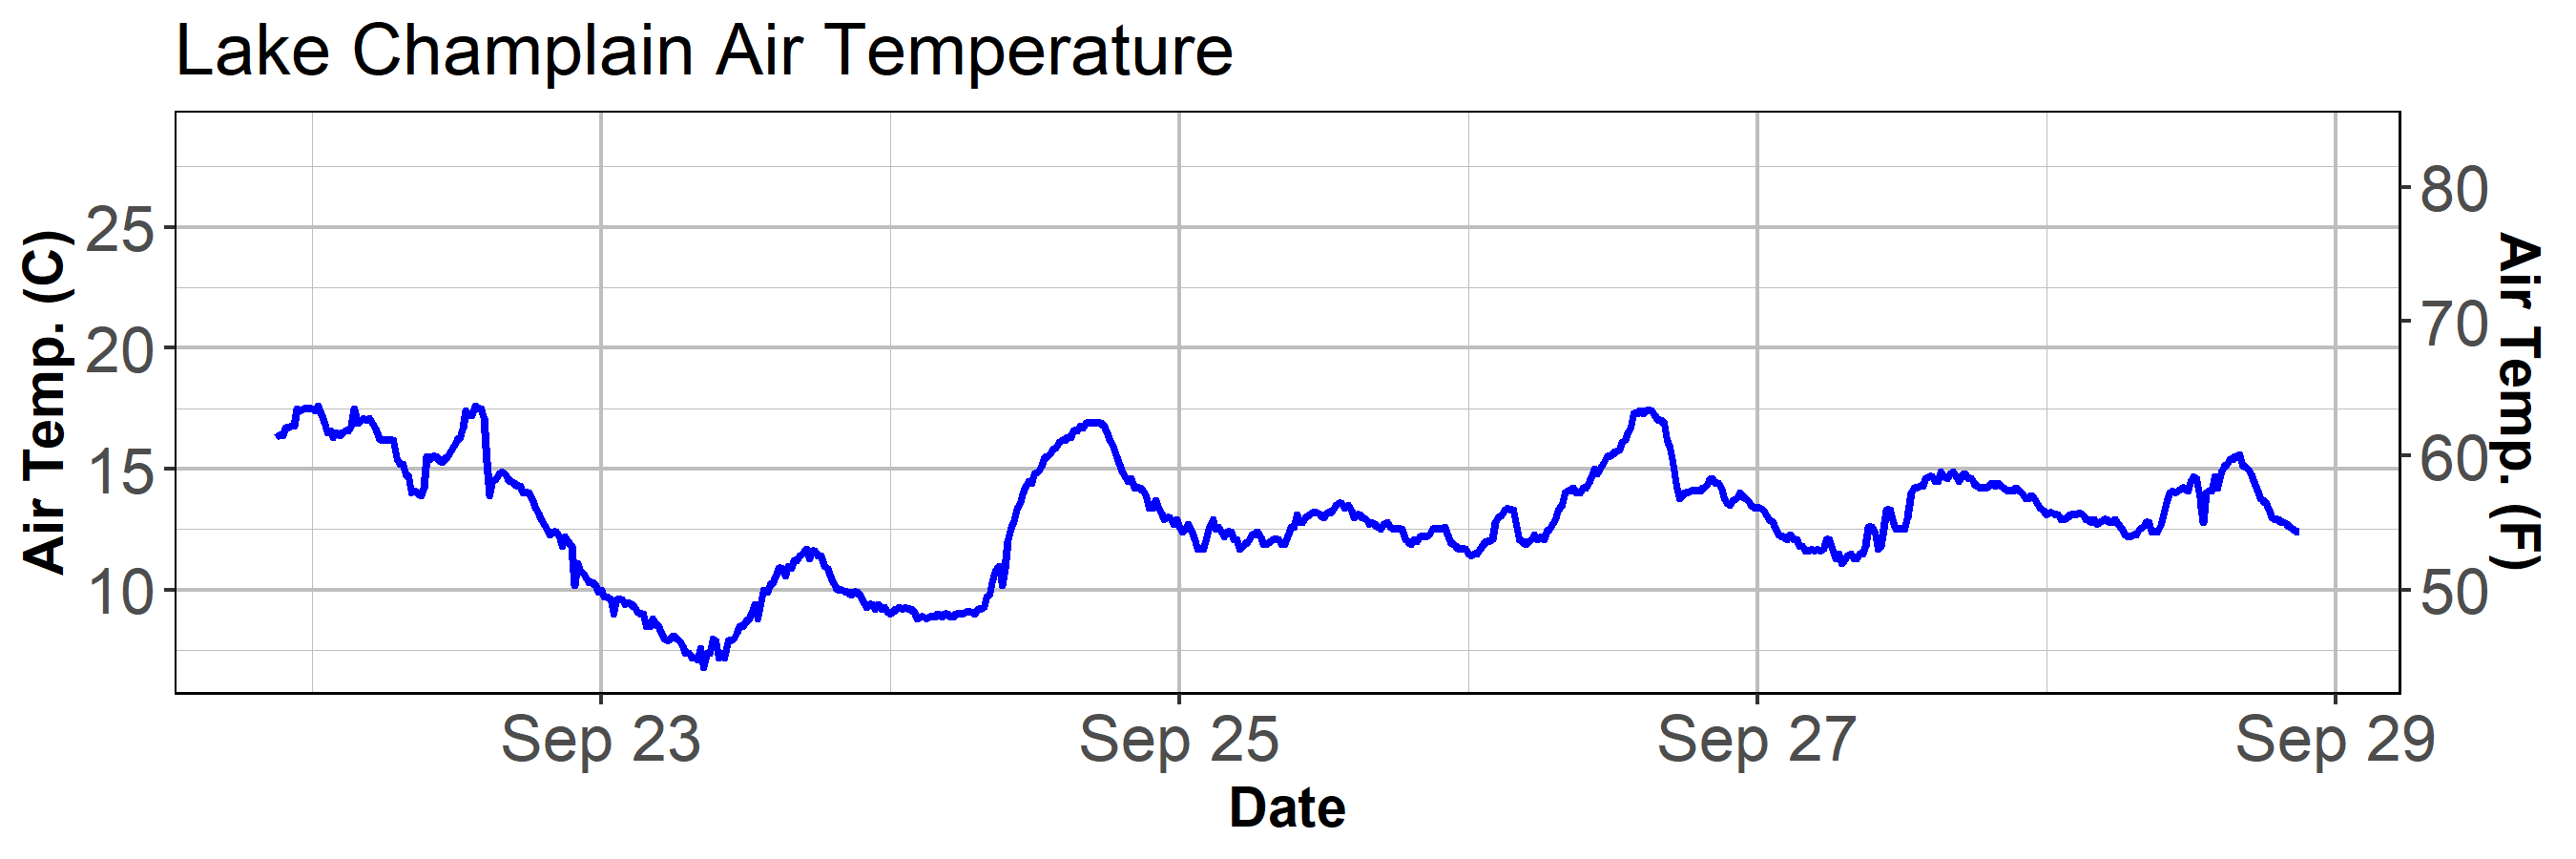 Lake Champlain Air Temperature
Air Temp. (C)
25
20
15
10
80
70
60
50
Air Temp. (F)
Sep 23
Sep 25
Sep 27
Sep 29
Date